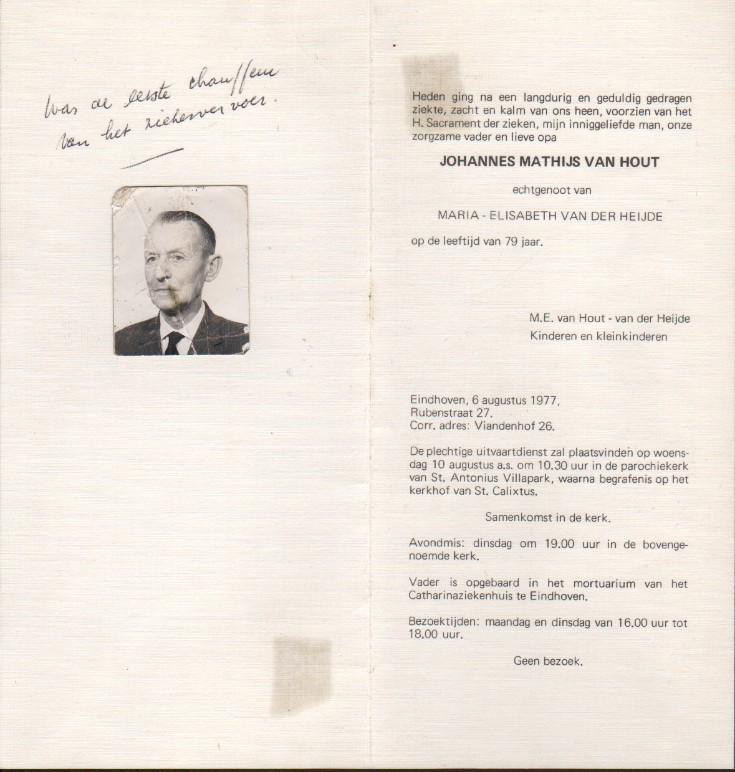 Was de eerste chauffeur
van het ziekenvervoer.
Heden ging na een langdurig en geduldig gedragen
ziekte, zacht en kalm van ons heen, voorzien van het
H. Sacrament der zieken, mijn inniggeliefde man, onze
zorgzame vader en lieve opa
JOHANNES MATHIJS VAN HOUT
echtgenoot van
MARIA - ELISABETH VAN DER HEIJDE
op de leeftijd van 79 jaar.
M.E. van Hout - van der Heijde
Kinderen en kleinkinderen
Eindhoven, 6 augustus 1977,
Rubenstraat 27.
Corr. adres: Viandenhof 26.
De plechtige uitvaartdienst zal plaatsvinden op woens-
dag 10 augustus a.s. om 10.30 uur in de parochiekerk
van St. Antonius Villapark, waarna begrafenis op het
kerkhof van St. Calixtus.
Samenkomst in de kerk.
Avondmis: dinsdag om 19.00 uur in de bovenge-
noemde kerk.
Vader is opgebaard in het mortuarium van het
Catharinaziekenhuis te Eindhoven.
Bezoektijden: maandag en dinsdag van 16.00 uur tot
18.00 uur.
Geen bezoek.